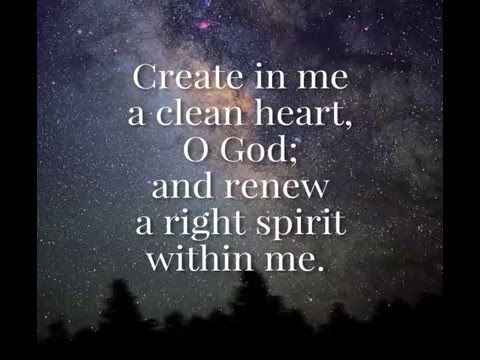 Create in me
a clean heart,
O God;
and renew
a right spirit
within me.